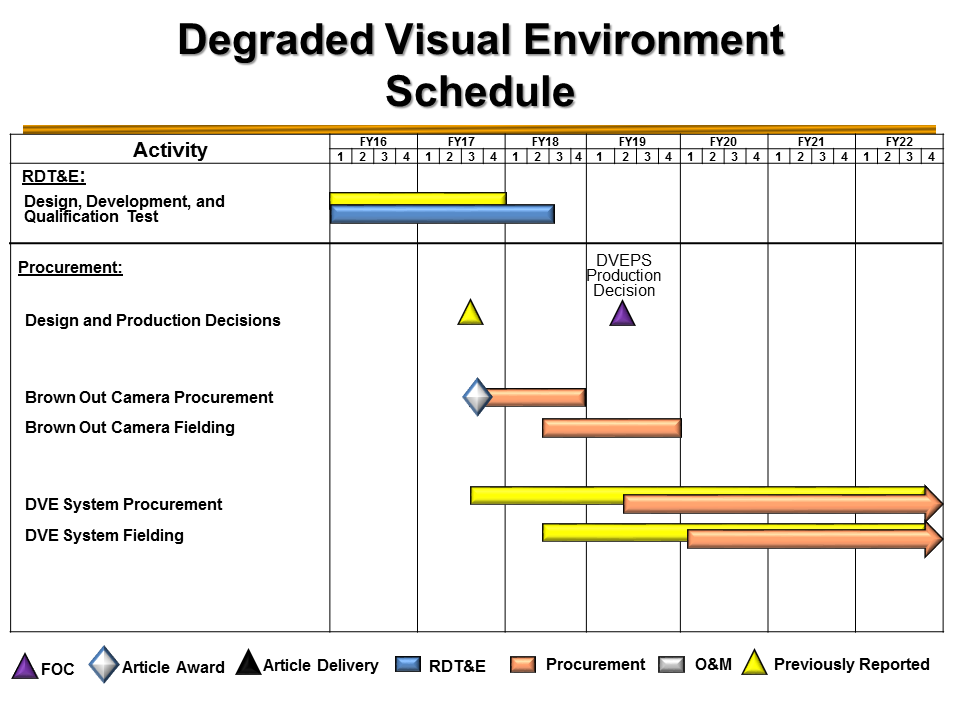 Degraded Visual Environment
Schedule
Activity
FY16 FY17 FY18 FY19 FY20 FY21 FY22
1 2 3 4 1 2 3 4 1 2 3 4 1 2 3 4 1 2 3 4 1 2 3 4 1 2 3 4
RDT&E:
Design, Development, and
Qualification Test
Procurement:
DVEPS
Production
Decision
Design and Production Decisions
Brown Out Camera Procurement
Brown Out Camera Fielding
DVE System Procurement
DVE System Fielding
FOC Article Award Article Delivery RDT&E Procurement O&M Previously Reported